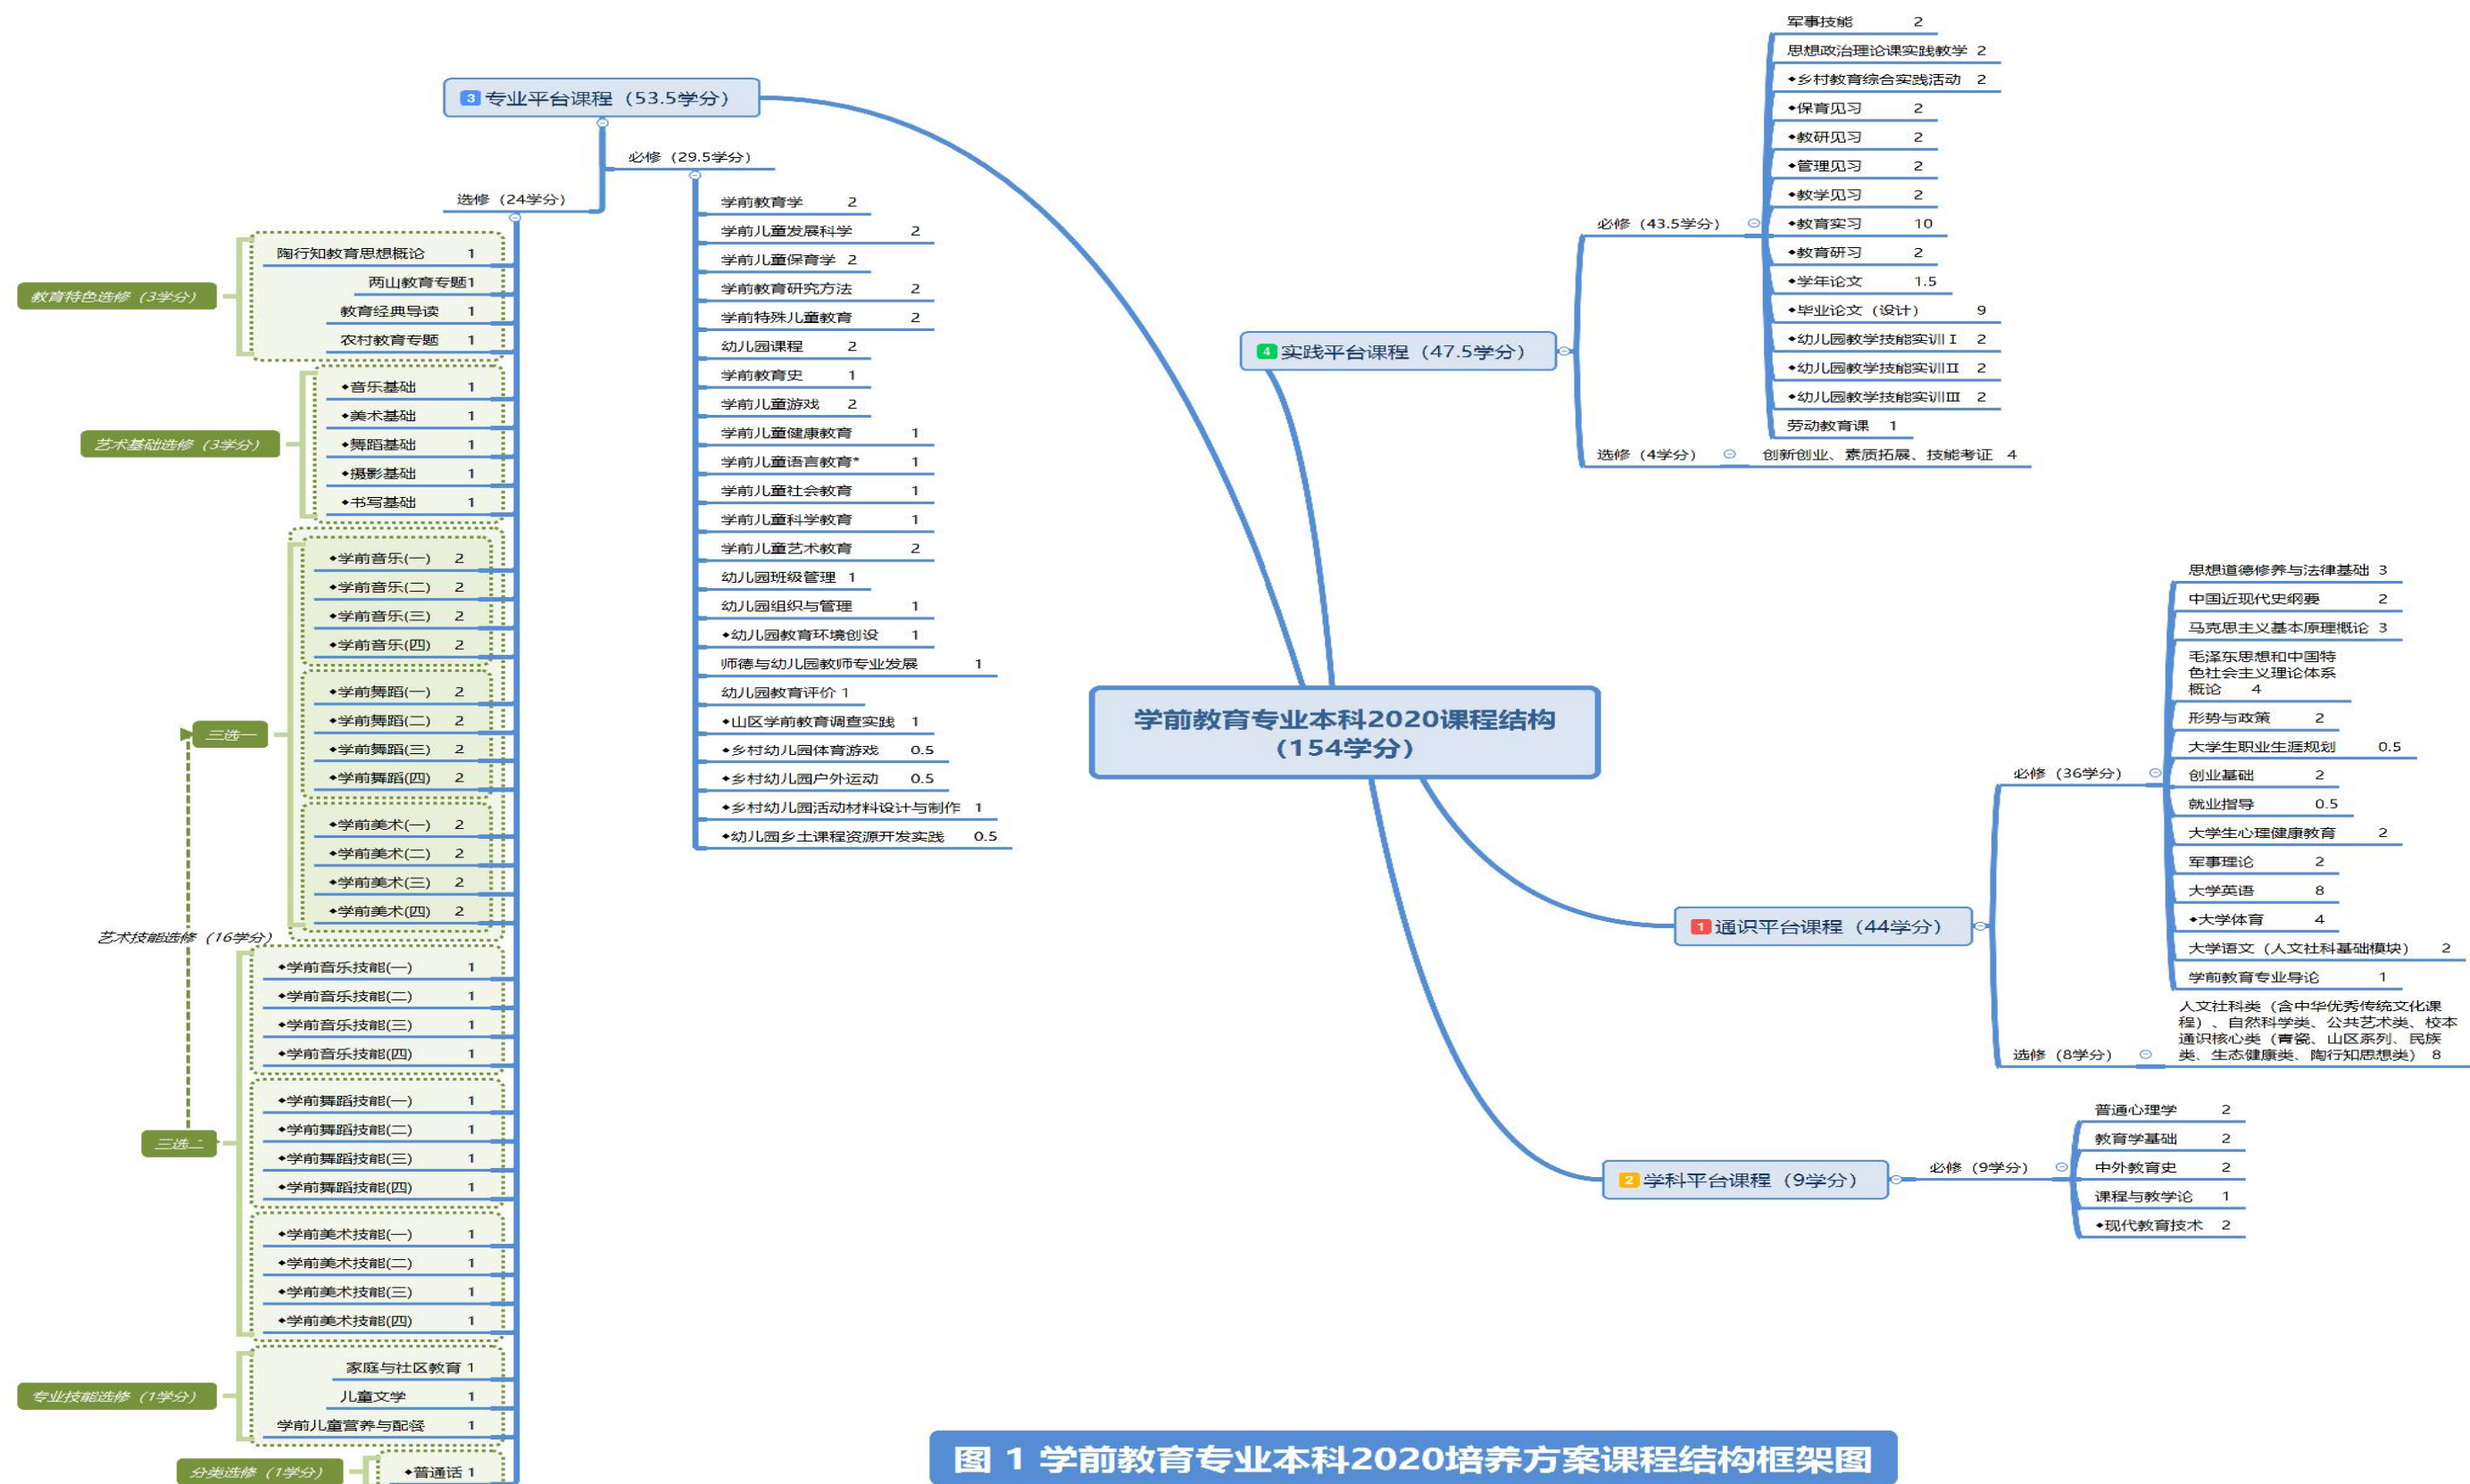 学前教育专业本科2020课程结构
(154学分)
1 通识平台课程（44学分）
必修（36学分）
思想道德修养与法律基础 3
中国近现代史纲要 2
马克思主义基本原理概论 3
毛泽东思想和中国特
色社会主义理论体系
概论 4
形势与政策 2
大学生职业生涯规划 0.5
创业基础 2
就业指导 0.5
大学生心理健康教育 2
军事理论 2
大学英语 8
◆大学体育 4
大学语文（人文社科基础模块） 2
学前教育专业导论 1
选修（8学分）
人文社科类（含中华优秀传统文化课
程）、自然科学类、公共艺术类、校本
通识核心类（青瓷、山区系列、民族
类、生态健康类、陶行知思想类） 8
2 学科平台课程（9学分）
必修（9学分）
普通心理学 2
教育学基础 2
中外教育史 2
课程与教学论 1
◆现代教育技术 2
3 专业平台课程（53.5学分）
必修（29.5学分）
学前教育学 2
学前儿童发展科学 2
学前儿童保育学 2
学前教育研究方法 2
学前特殊儿童教育 2
幼儿园课程 2
学前教育史 1
学前儿童游戏 2
学前儿童健康教育 1
学前儿童语言教育* 1
学前儿童社会教育 1
学前儿童科学教育 1
学前儿童艺术教育 2
幼儿园班级管理 1
幼儿园组织与管理 1
◆幼儿园教育环境创设 1
师德与幼儿园教师专业发展 1
幼儿园教育评价 1
◆山区学前教育调查实践 1
◆乡村幼儿园体育游戏 0.5
◆乡村幼儿园户外运动 0.5
◆乡村幼儿园活动材料设计与制作 1
◆幼儿园乡土课程资源开发实践 0.5
选修（24学分）
教育特色选修（3学分）
陶行知教育思想概论 1
两山教育专题1
教育经典导读 1
农村教育专题 1
艺术基础选修（3学分）
◆音乐基础 1
◆美术基础 1
◆舞蹈基础 1
◆摄影基础 1
◆书写基础 1
艺术技能选修（16学分）
三选一
◆学前音乐(一) 2
◆学前音乐(二) 2
◆学前音乐(三) 2
◆学前音乐(四) 2
◆学前舞蹈(一) 2
◆学前舞蹈(二) 2
◆学前舞蹈(三) 2
◆学前舞蹈(四) 2
◆学前美术(一) 2
◆学前美术(二) 2
◆学前美术(三) 2
◆学前美术(四) 2
三选二
◆学前音乐技能(一) 1
◆学前音乐技能(二) 1
◆学前音乐技能(三) 1
◆学前音乐技能(四) 1
◆学前舞蹈技能(一) 1
◆学前舞蹈技能(二) 1
◆学前舞蹈技能(三) 1
◆学前舞蹈技能(四) 1
◆学前美术技能(一) 1
◆学前美术技能(二) 1
◆学前美术技能(三) 1
◆学前美术技能(四) 1
专业技能选修（1学分）
家庭与社区教育 1
儿童文学 1
学前儿童营养与配餐 1
分类选修（1学分）
◆普通话 1
4 实践平台课程（47.5学分）
必修（43.5学分）
军事技能 2
思想政治理论课实践教学 2
◆乡村教育综合实践活动 2
◆保育见习 2
◆教研见习 2
◆管理见习 2
◆教学见习 2
◆教育实习 10
◆教育研习 2
◆学年论文 1.5
◆毕业论文（设计） 9
◆幼儿园教学技能实训Ⅰ 2
◆幼儿园教学技能实训Ⅱ 2
◆幼儿园教学技能实训Ⅲ 2
劳动教育课 1
选修（4学分）
创新创业、素质拓展、技能考证 4
图 1 学前教育专业本科2020培养方案课程结构框架图